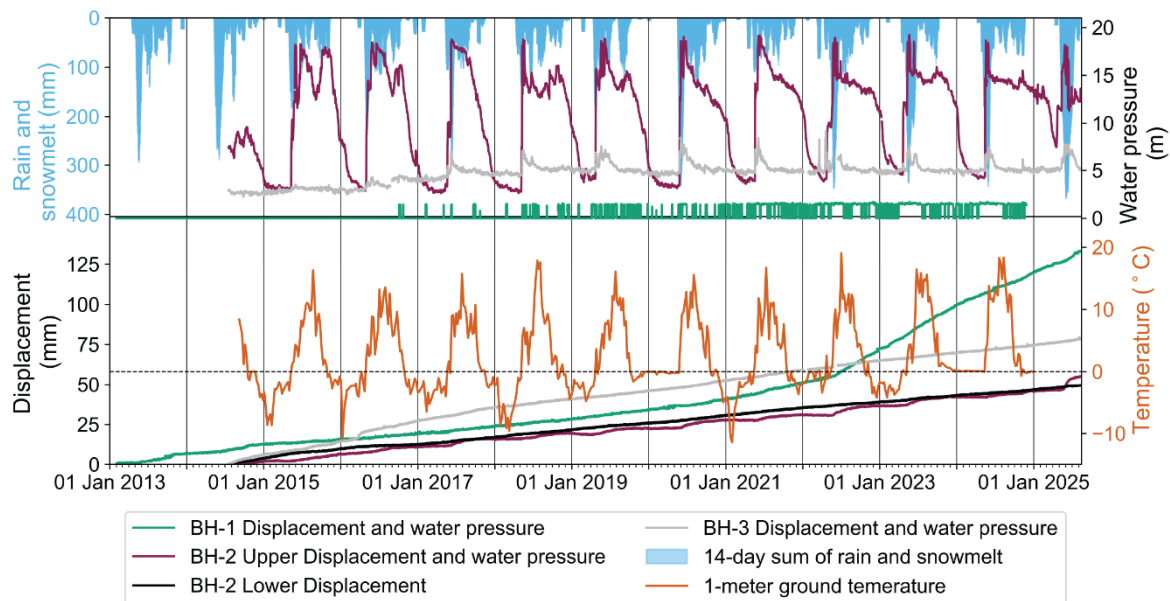 0
100
200
300
400
Rain and
snowmelt (mm)
20
15
10
5
0
Water pressure
(m)
125
100
75
50
25
0
Displacement
(mm)
20
10
0
−10
Temperature ( ° C)
01 Jan 2013
01 Jan 2015
01 Jan 2017
01 Jan 2019
01 Jan 2021
01 Jan 2023
01 Jan 2025
BH-1 Displacement and water pressure
BH-2 Upper Displacement and water pressure
BH-2 Lower Displacement
BH-3 Displacement and water pressure
14-day sum of rain and snowmelt
1-meter ground temerature